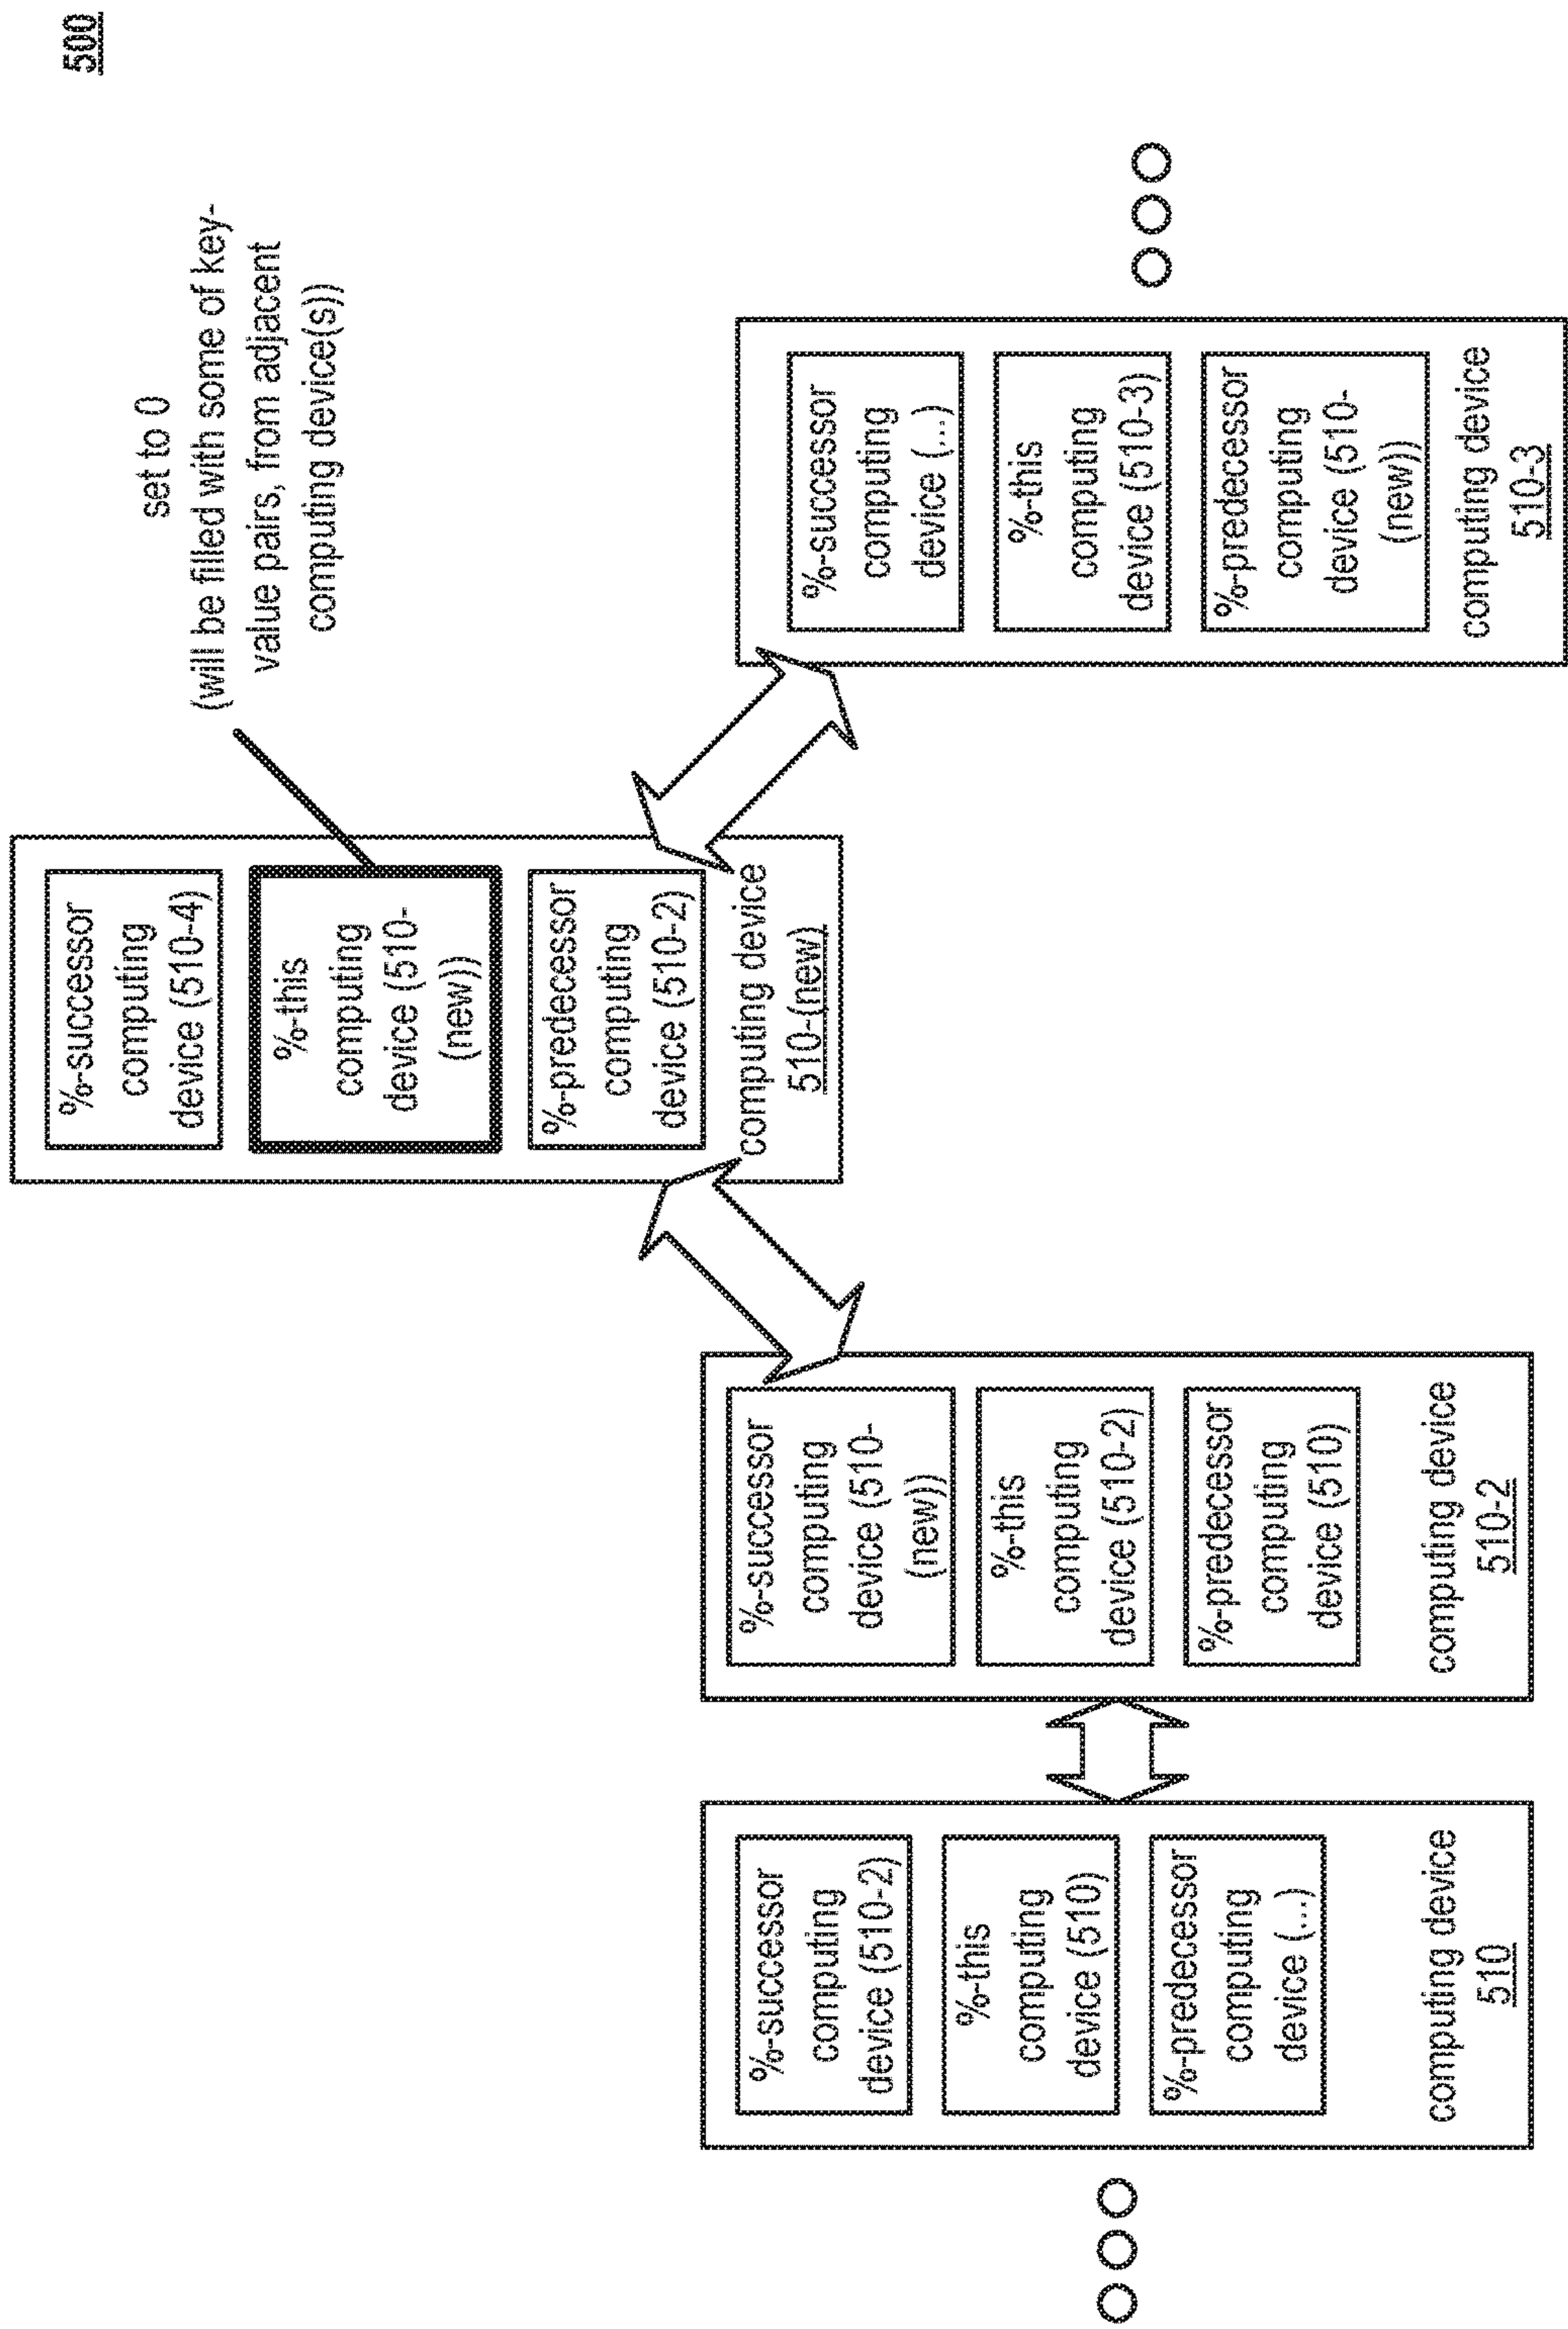 500
set to 0
(will be filled with some of key-
value pairs, from adjacent
computing device(s))
%-successor
computing
device (510-4)
%-this
computing
device (510-
(new))
%-predecessor
computing
device (510-2)
computing device
510-(new)
%-successor
computing
device (510-2)
%-this
computing
device (510)
%-predecessor
computing
device (...)
computing device
510
%-successor
computing
device (510-
(new))
%-this
computing
device (510-2)
%-predecessor
computing
device (510)
computing device
510-2
%-successor
computing
device (...)
%-this
computing
device (510-3)
%-predecessor
computing
device (510-
(new))
computing device
510-3